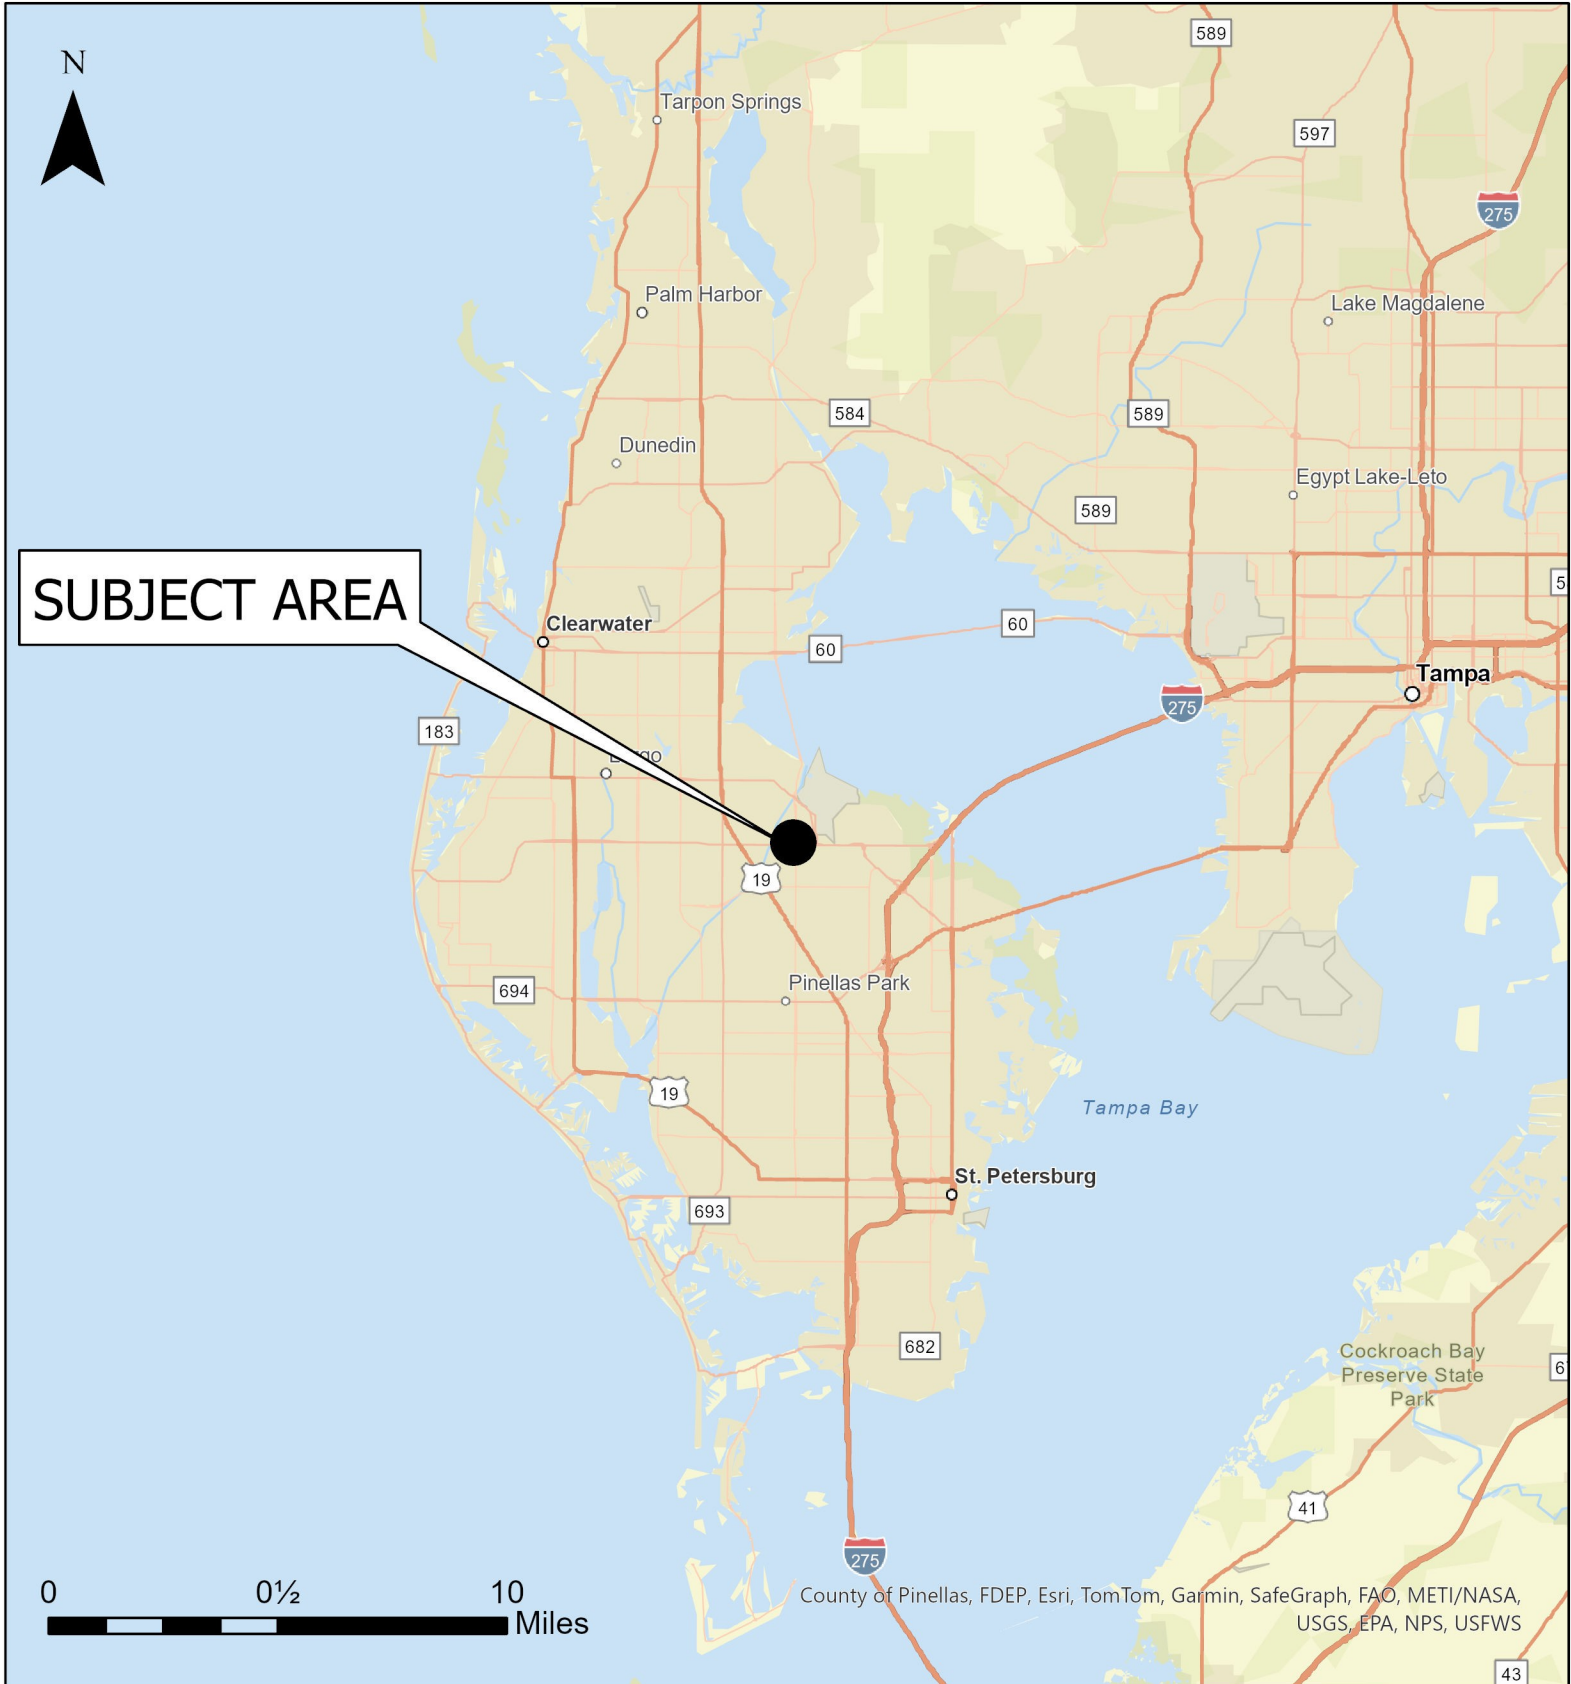 N
589
Tarpon Springs
597
275
Palm Harbor
Lake Magdalene
584
589
Dunedin
Egypt Lake-Leto
589
SUBJECT AREA
5
Clearwater
60
60
Tampa
275
183
19
Pinellas Park
694
19
Tampa Bay
St. Petersburg
693
682
Cockroach Bay
Preserve State
Park
6
41
275
0 0½ 10
Miles
County of Pinellas, FDEP, Esri, TomTom, Garmin, SafeGraph, FAO, METI/NASA,
USGS, EPA, NPS, USFWS
43